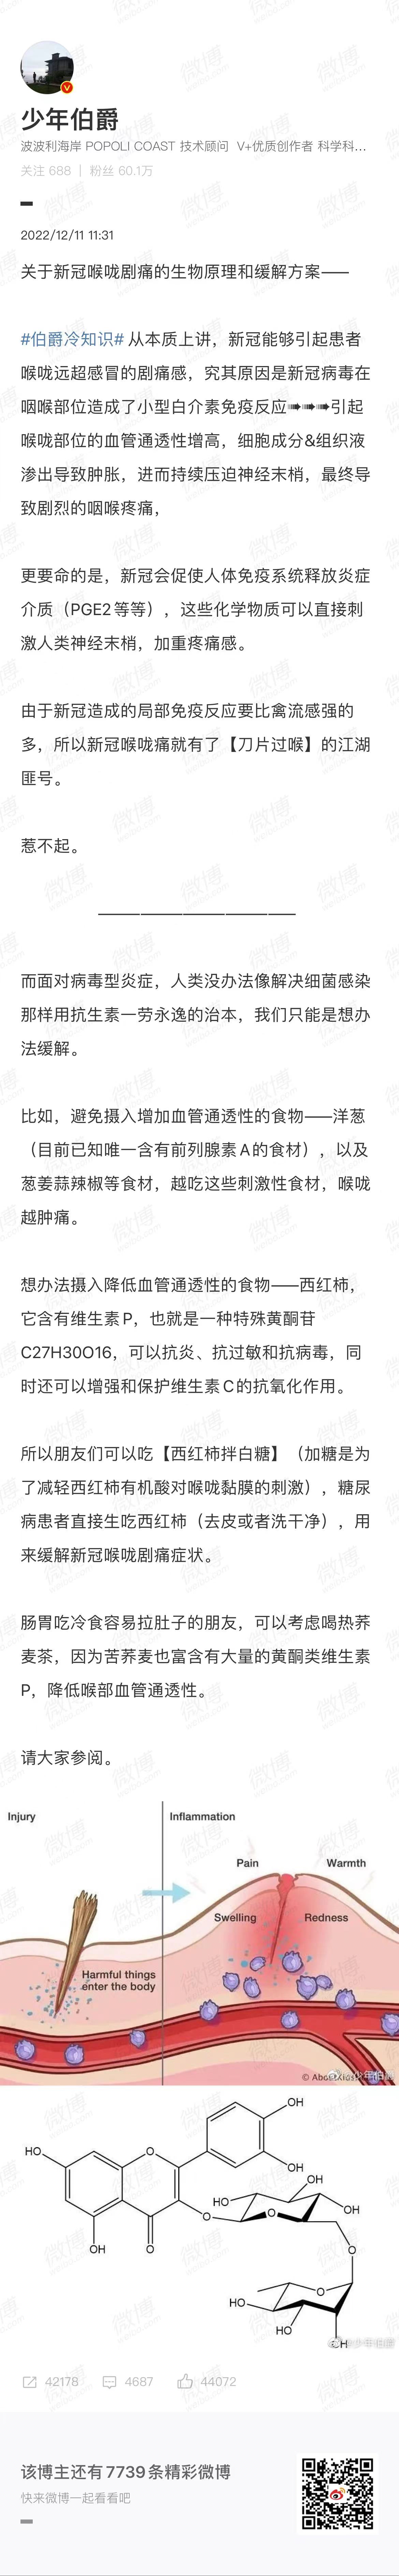 少年伯爵
波波利海岸 POPOLI COAST 技术顾问 V+优质创作者 科学科...
关注 688 | 粉丝 60.1万
2022/12/11 11:31
关于新冠喉咙剧痛的生物原理和缓解方案——
#伯爵冷知识# 从本质上讲，新冠能够引起患者
喉咙远超感冒的剧痛感，究其原因是新冠病毒在
咽喉部位造成了小型白介素免疫反应➠➠➠引起
喉咙部位的血管通透性增高，细胞成分&组织液
渗出导致肿胀，进而持续压迫神经末梢，最终导
致剧烈的咽喉疼痛，
更要命的是，新冠会促使人体免疫系统释放炎症
介质（PGE2等等），这些化学物质可以直接刺
激人类神经末梢，加重疼痛感。
由于新冠造成的局部免疫反应要比禽流感强的
多，所以新冠喉咙痛就有了【刀片过喉】的江湖
匪号。
惹不起。
——————————————
而面对病毒型炎症，人类没办法像解决细菌感染
那样用抗生素一劳永逸的治本，我们只能是想办
法缓解。
比如，避免摄入增加血管通透性的食物——洋葱
（目前已知唯一含有前列腺素A的食材），以及
葱姜蒜辣椒等食材，越吃这些刺激性食材，喉咙
越肿痛。
想办法摄入降低血管通透性的食物——西红柿，
它含有维生素P，也就是一种特殊黄酮苷
C27H30O16，可以抗炎、抗过敏和抗病毒，同
时还可以增强和保护维生素C的抗氧化作用。
所以朋友们可以吃【西红柿拌白糖】（加糖是为
了减轻西红柿有机酸对喉咙黏膜的刺激），糖尿
病患者直接生吃西红柿（去皮或者洗干净），用
来缓解新冠喉咙剧痛症状。
肠胃吃冷食容易拉肚子的朋友，可以考虑喝热荞
麦茶，因为苦荞麦也富含有大量的黄酮类维生素
P，降低喉部血管通透性。
请大家参阅。
Injury
Inflammation
Pain
Warmth
Swelling
Redness
Harmful things
enter the body
@少年伯爵
OH
HO
OH
OH
HO
OH
OH
O
O
O
O
O
HO
O
HO
OH
@少年伯爵
42178
4687
44072
该博主还有7739条精彩微博
快来微博一起看看吧